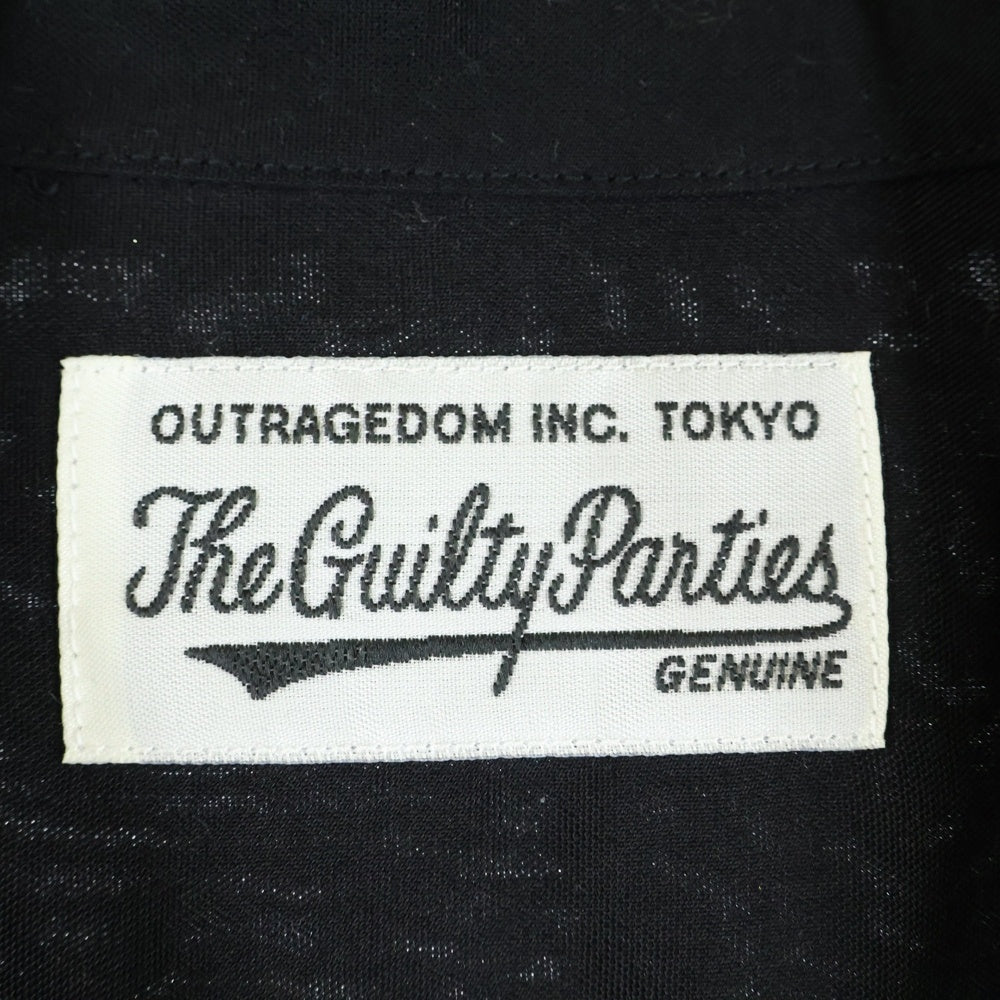 OUTRAGEDOM INC. TOKYO
The Guilty Parties
GENUINE